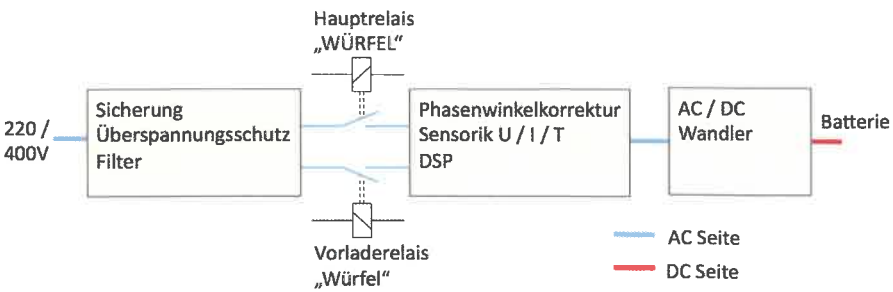 Hauptrelais
„WÜRFEL“
220 /
400V
Sicherung
Überspannungsschutz
Filter
Phasenwinkelkorrektur
Sensorik U / I / T
DSP
AC / DC
Wandler
Batterie
Vorladerelais
„Würfel“
AC Seite
DC Seite